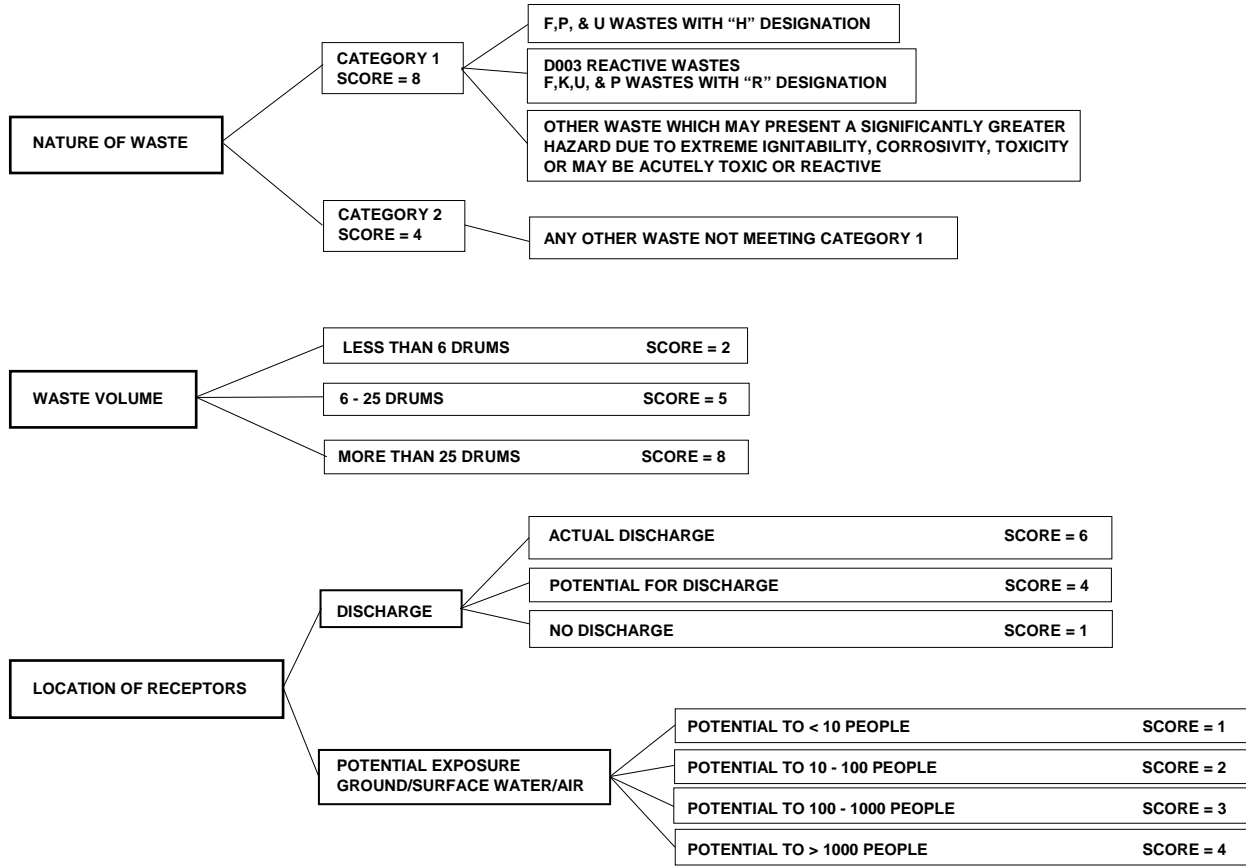 NATURE OF WASTE
CATEGORY 1
SCORE = 8
F,P, & U WASTES WITH “H” DESIGNATION
D003 REACTIVE WASTES
F,K,U, & P WASTES WITH “R” DESIGNATION
OTHER WASTE WHICH MAY PRESENT A SIGNIFICANTLY GREATER
HAZARD DUE TO EXTREME IGNITABILITY, CORROSIVITY, TOXICITY
OR MAY BE ACUTELY TOXIC OR REACTIVE
CATEGORY 2
SCORE = 4
ANY OTHER WASTE NOT MEETING CATEGORY 1
WASTE VOLUME
LESS THAN 6 DRUMS SCORE = 2
6 - 25 DRUMS SCORE = 5
MORE THAN 25 DRUMS SCORE = 8
LOCATION OF RECEPTORS
DISCHARGE
ACTUAL DISCHARGE SCORE = 6
POTENTIAL FOR DISCHARGE SCORE = 4
NO DISCHARGE SCORE = 1
POTENTIAL EXPOSURE
GROUND/SURFACE WATER/AIR
POTENTIAL TO < 10 PEOPLE SCORE = 1
POTENTIAL TO 10 - 100 PEOPLE SCORE = 2
POTENTIAL TO 100 - 1000 PEOPLE SCORE = 3
POTENTIAL TO > 1000 PEOPLE SCORE = 4